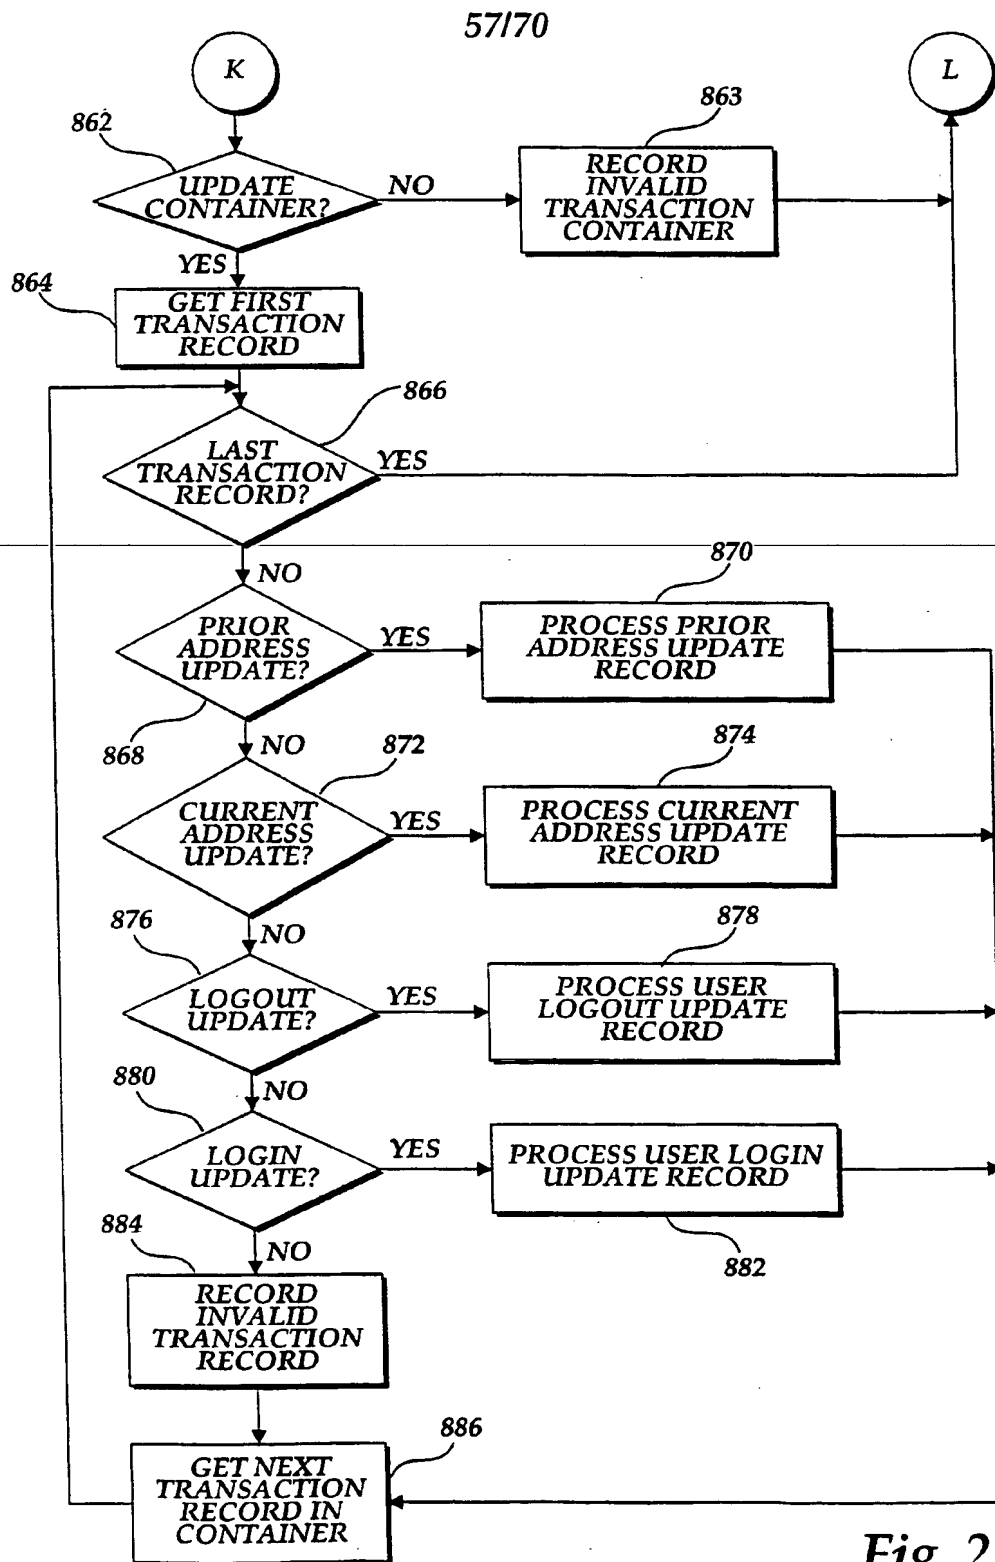 57/70
K
L
862
863
UPDATE
CONTAINER?
NO
RECORD
INVALID
TRANSACTION
CONTAINER
YES
864
GET FIRST
TRANSACTION
RECORD
866
LAST
TRANSACTION
RECORD?
YES
NO
870
PRIOR
ADDRESS
UPDATE?
YES
PROCESS PRIOR
ADDRESS UPDATE
RECORD
868
NO
872
874
CURRENT
ADDRESS
UPDATE?
YES
PROCESS CURRENT
ADDRESS UPDATE
RECORD
876
NO
878
LOGOUT
UPDATE?
YES
PROCESS USER
LOGOUT UPDATE
RECORD
880
NO
LOGIN
UPDATE?
YES
PROCESS USER LOGIN
UPDATE RECORD
884
NO
882
RECORD
INVALID
TRANSACTION
RECORD
886
GET NEXT
TRANSACTION
RECORD IN
CONTAINER
Fig. 2